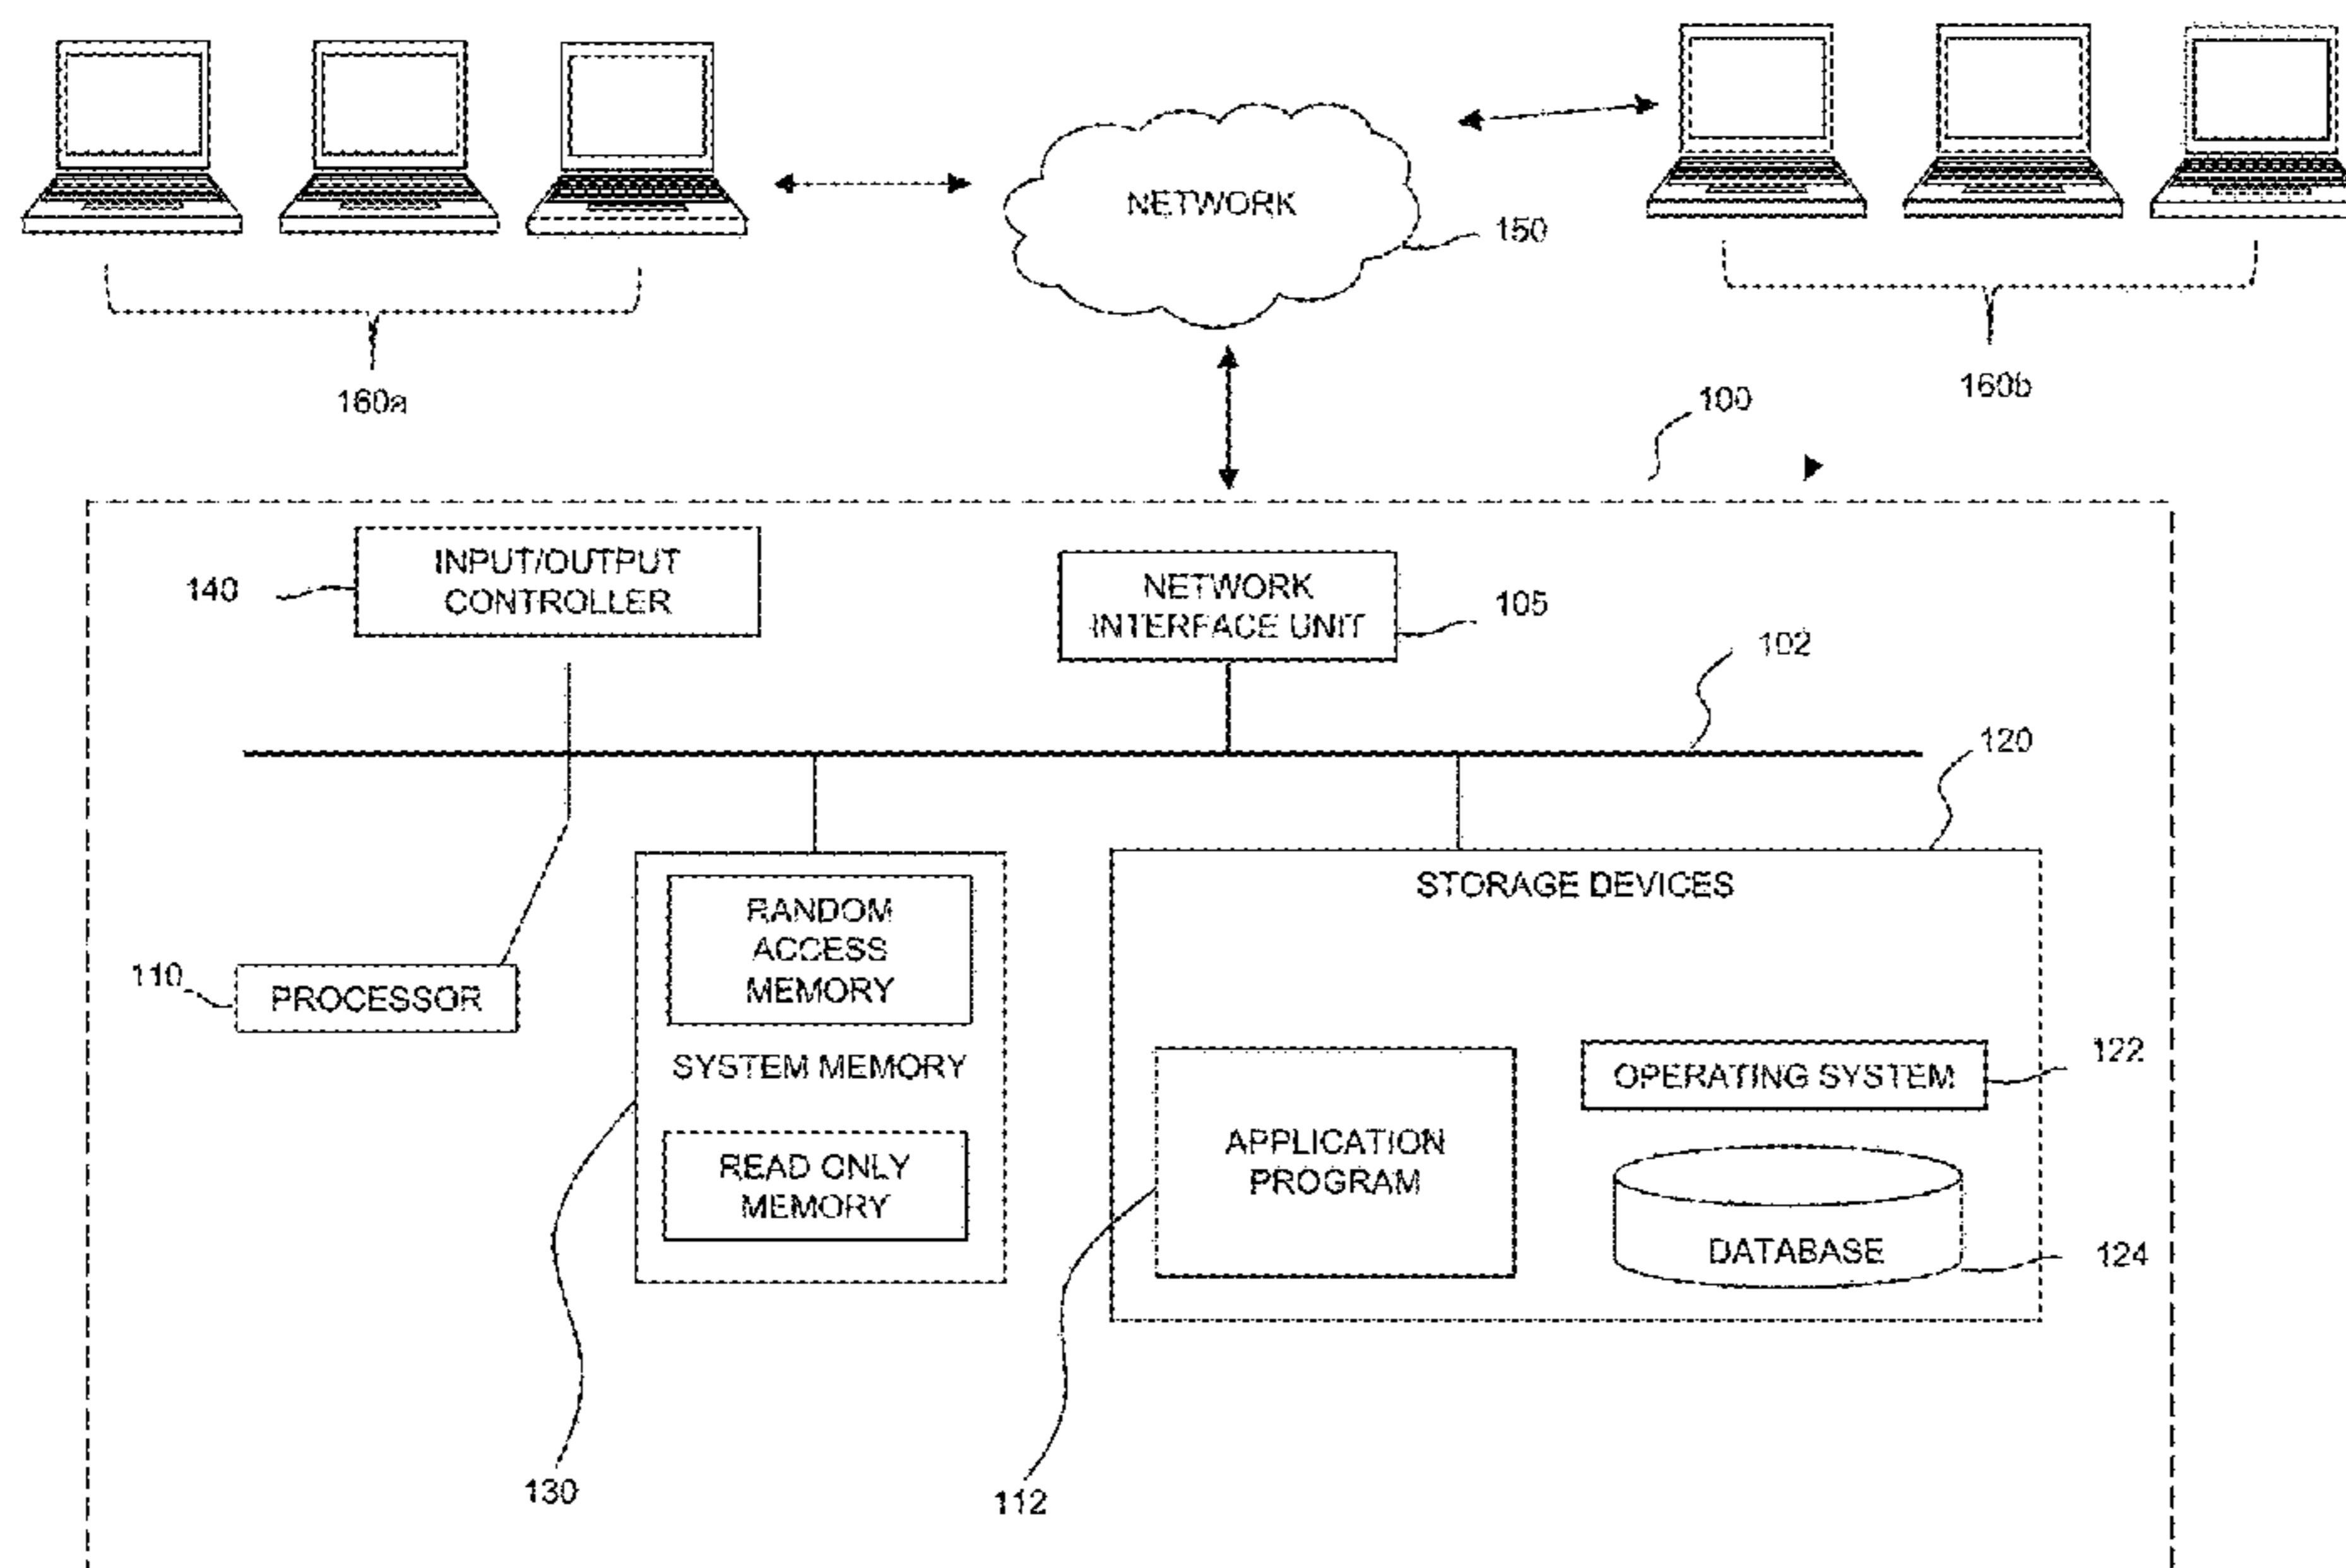 NETWORK
150
160a
160b
100
INPUT/OUTPUT
CONTROLLER
140
NETWORK
INTERFACE UNIT
105
102
120
STORAGE DEVICES
RANDOM
ACCESS
MEMORY
110
PROCESSOR
SYSTEM MEMORY
122
OPERATING SYSTEM
APPLICATION
PROGRAM
READ ONLY
MEMORY
DATABASE
124
130
112